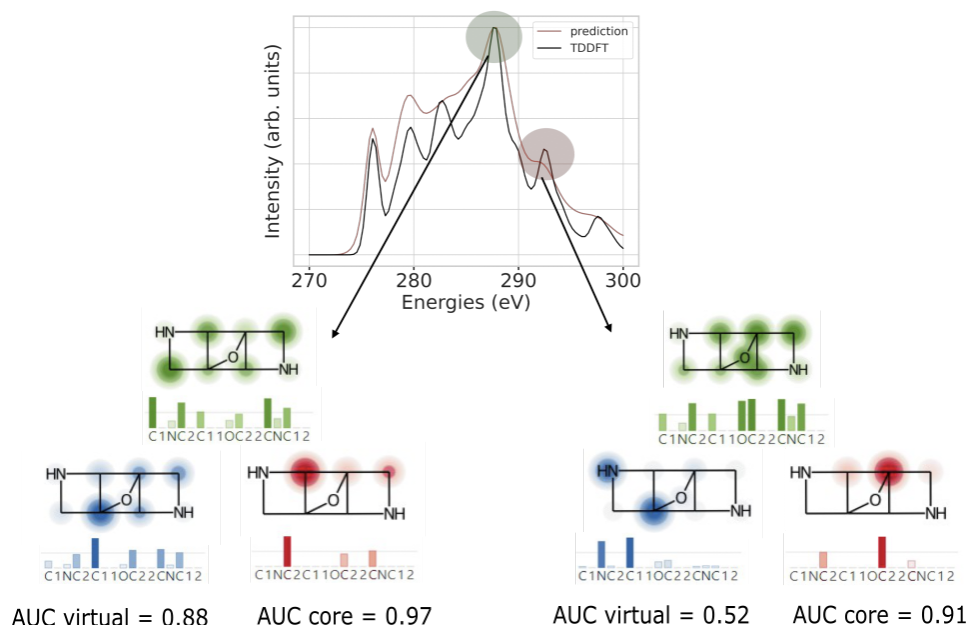 prediction
TDDFT
Intensity (arb. units)
270 280 290 300
Energies (eV)
HN
O
NH
C1NC2C11OC22CNC12
HN
O
NH
C1NC2C11OC22CNC12
HN
O
NH
C1NC2C11OC22CNC12
HN
O
NH
C1NC2C11OC22CNC12
HN
O
NH
C1NC2C11OC22CNC12
HN
O
NH
C1NC2C11OC22CNC12
AUC virtual = 0.88 AUC core = 0.97 AUC virtual = 0.52 AUC core = 0.91